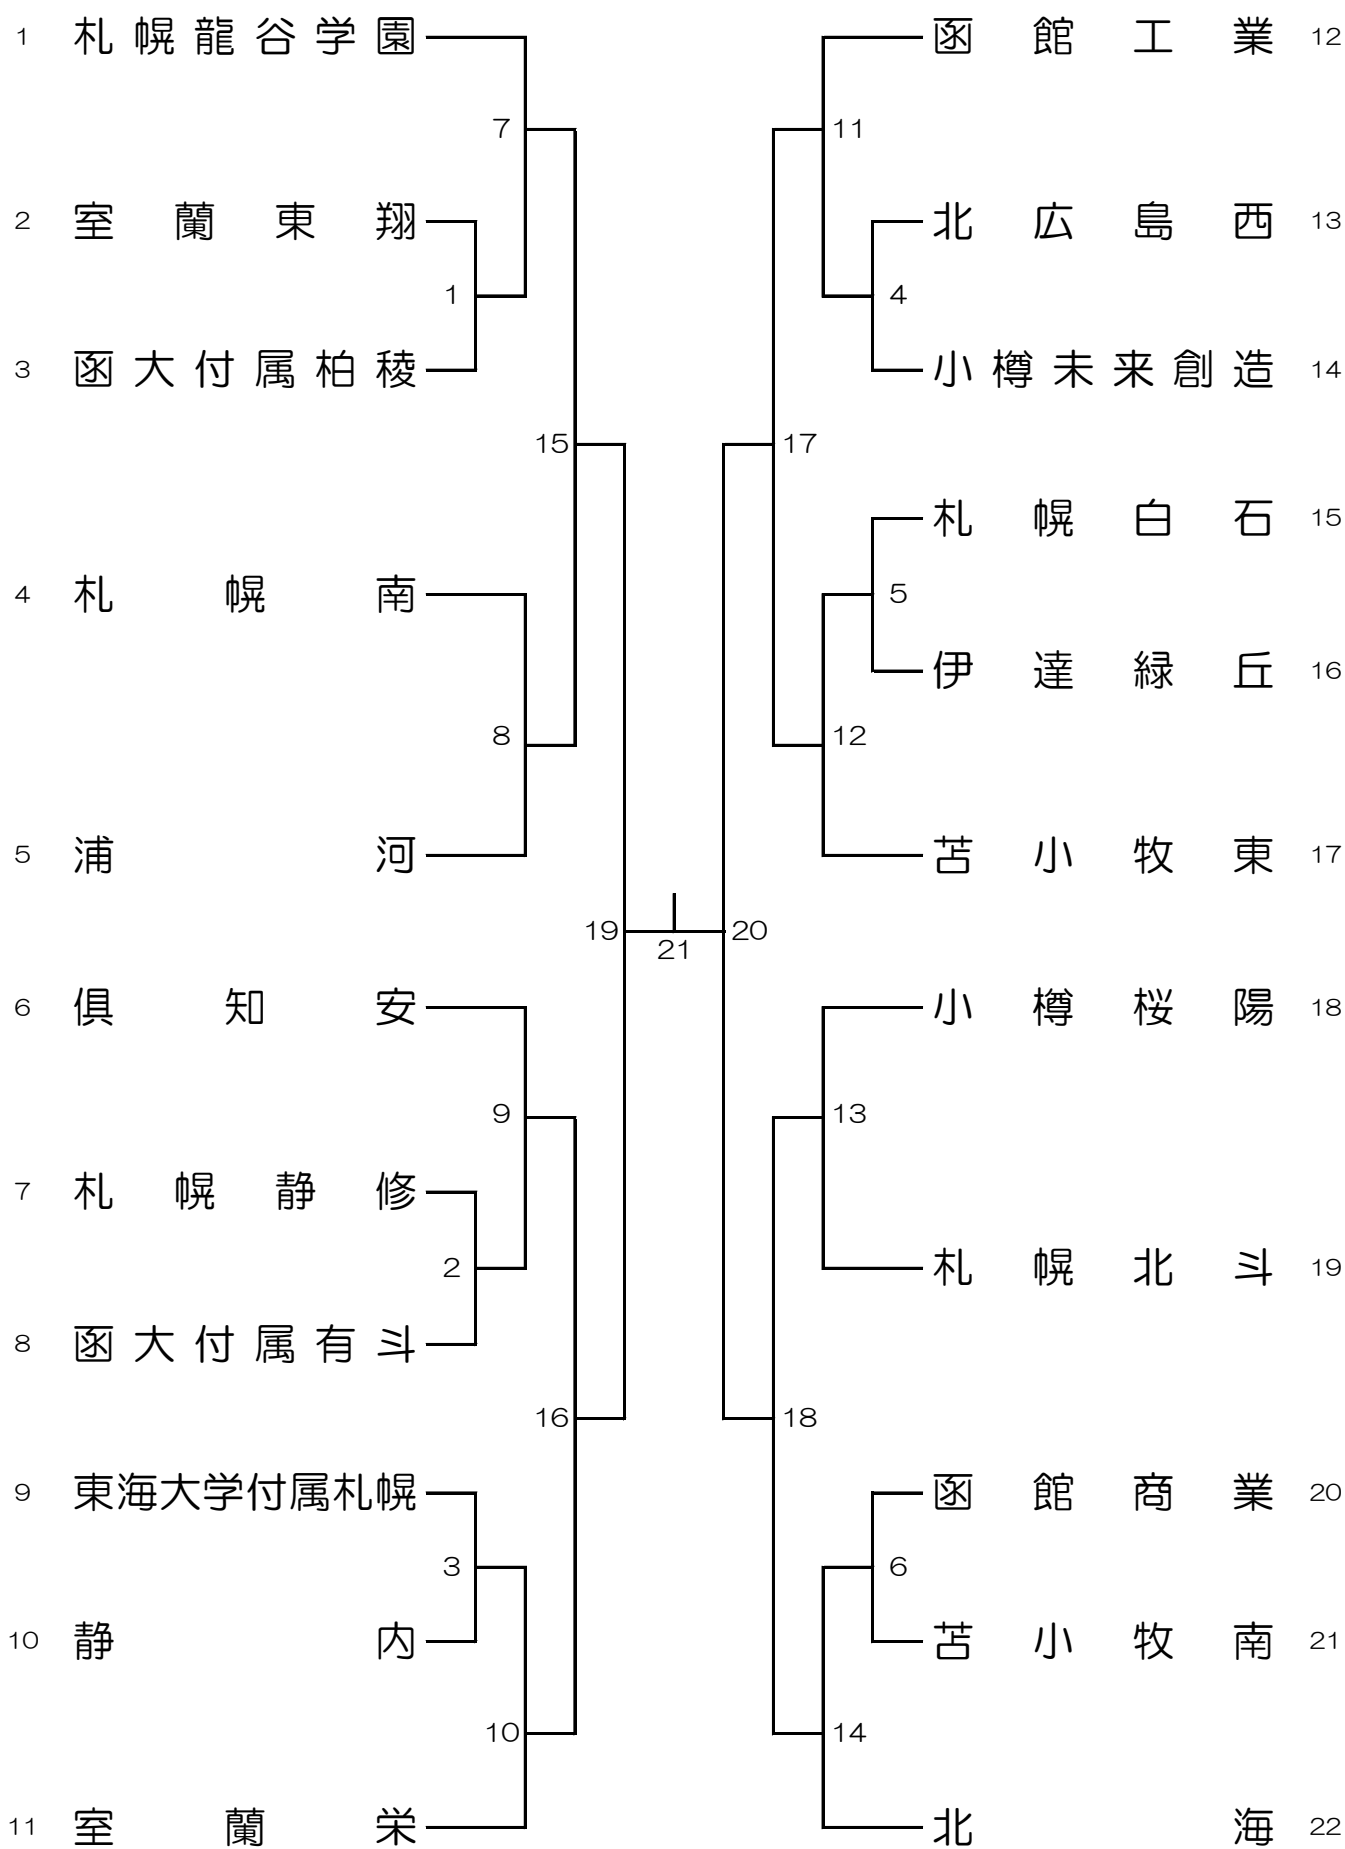 1 札幌龍谷学園
7
2 室蘭東翔
1
3 函大付属柏稜
15
4 札幌南
8
5 浦河
19
21
6 倶知安
9
7 札幌静修
2
8 函大付属有斗
16
9 東海大学付属札幌
3
10 静内
10
11 室蘭栄
函館工業 12
11
北広島西 13
4
小樽未来創造 14
17
札幌白石 15
5
伊達緑丘 16
12
苫小牧東 17
20
小樽桜陽 18
13
札幌北斗 19
18
函館商業 20
6
苫小牧南 21
14
北海 22